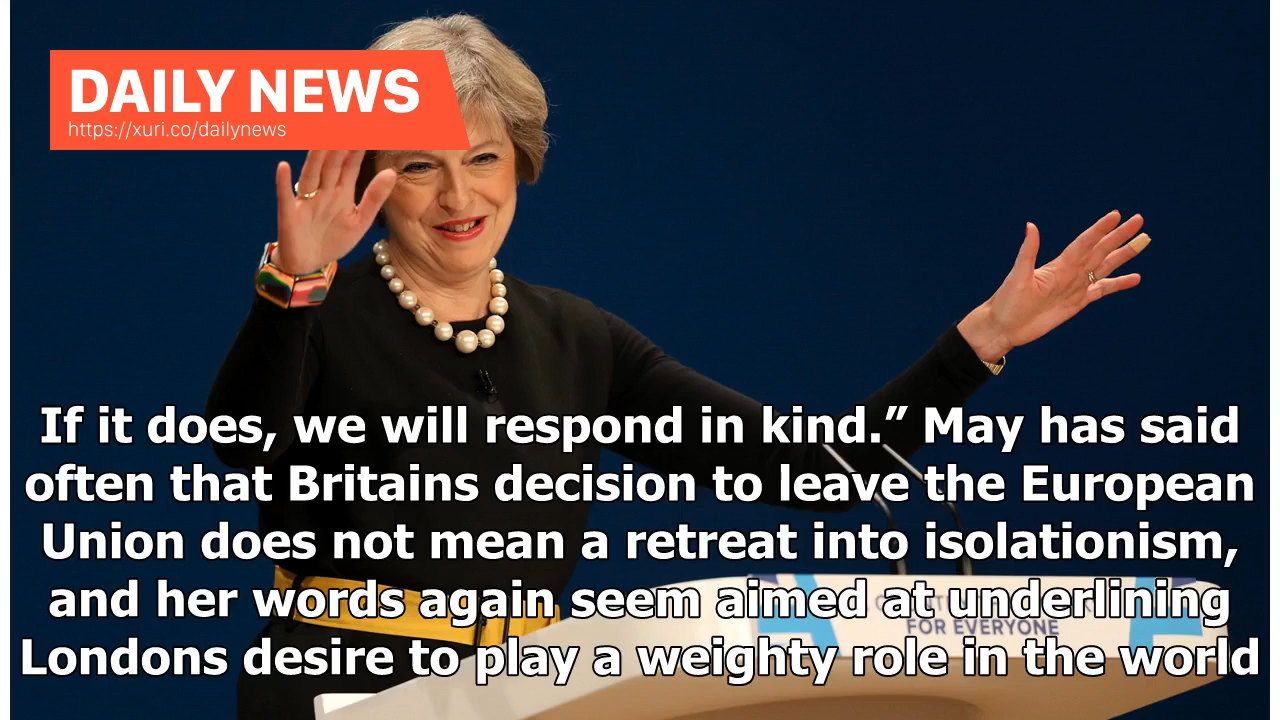 DAILY NEWS
https://xuri.co/dailynews
If it does, we will respond in kind.” May has said
often that Britains decision to leave the European
Union does not mean a retreat into isolationism,
and her words again seem aimed at underlining
FOR EVERYONE
Londons desire to play a weighty role in the world